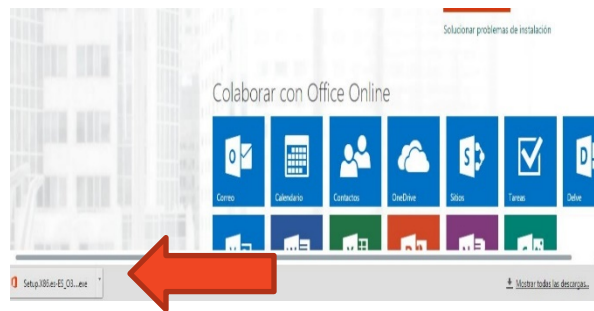 Solucionar problemas de instalación
Colaborar con Office Online
Correo
Calendario
Contactos
OneDrive
Sitios
Tareas
Delve
Setup.X86.es-ES_O3...exe
Mostrar todas las descargas...